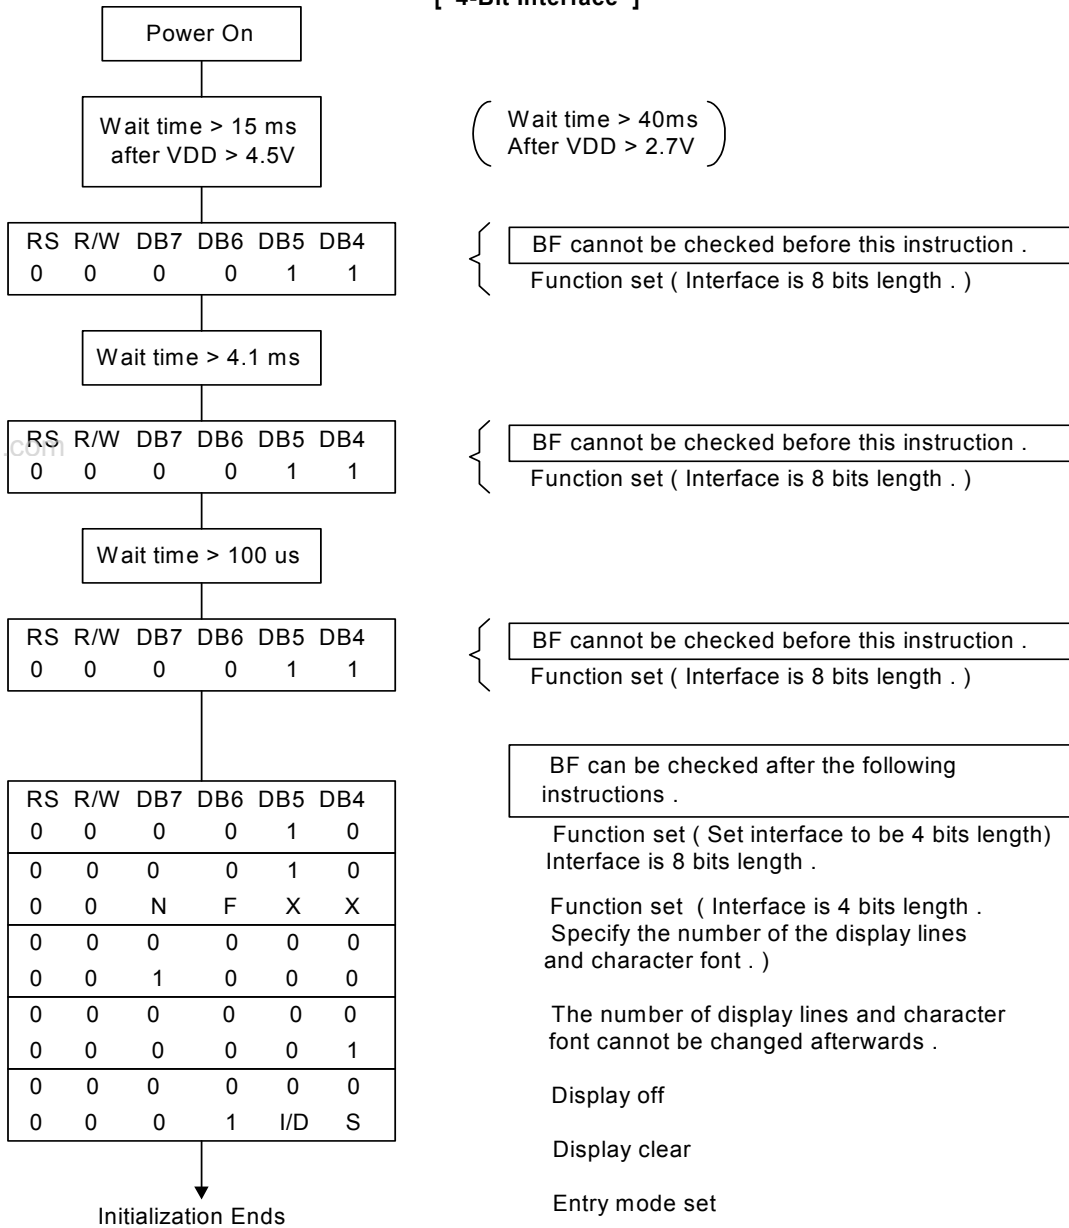 [ 4-Bit Interface ]
Power On
Wait time > 15 ms
after VDD > 4.5V
Wait time > 40ms
After VDD > 2.7V
RS R/W DB7 DB6 DB5 DB4
0 0 0 0 1 1
BF cannot be checked before this instruction .
Function set ( Interface is 8 bits length . )
Wait time > 4.1 ms
.com
RS R/W DB7 DB6 DB5 DB4
0 0 0 0 1 1
BF cannot be checked before this instruction .
Function set ( Interface is 8 bits length . )
Wait time > 100 us
RS R/W DB7 DB6 DB5 DB4
0 0 0 0 1 1
BF cannot be checked before this instruction .
Function set ( Interface is 8 bits length . )
RS R/W DB7 DB6 DB5 DB4
0 0 0 0 1 0
0 0 0 0 1 0
0 0 N F X X
0 0 0 0 0 0
0 0 1 0 0 0
0 0 0 0 0 0
0 0 0 0 0 1
0 0 0 0 0 0
0 0 0 1 I/D S
Initialization Ends
BF can be checked after the following
instructions .
Function set ( Set interface to be 4 bits length)
Interface is 8 bits length .
Function set ( Interface is 4 bits length .
Specify the number of the display lines
and character font . )
The number of display lines and character
font cannot be changed afterwards .
Display off
Display clear
Entry mode set